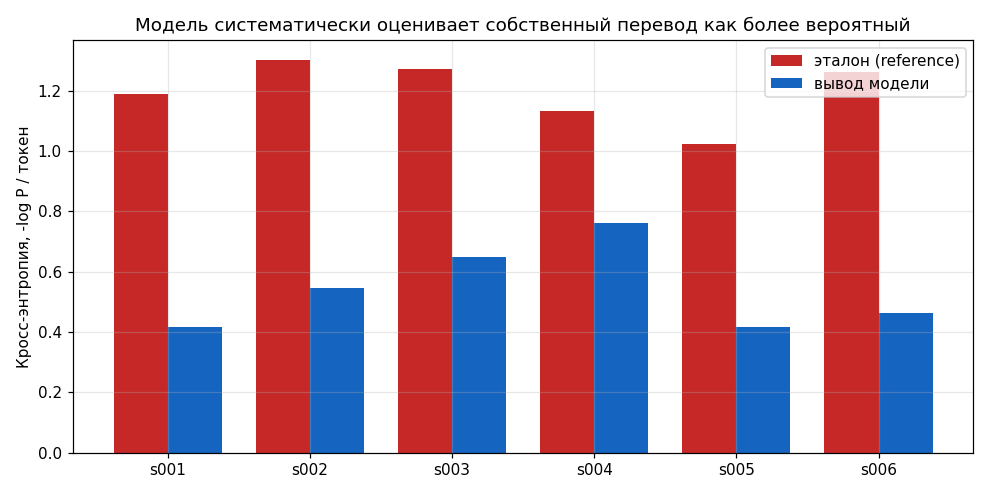 Модель систематически оценивает собственный перевод как более вероятный
эталон (reference)
вывод модели
Кросс-энтропия, -log P / токен
1.2
1.0
0.8
0.6
0.4
0.2
0.0
s001 s002 s003 s004 s005 s006